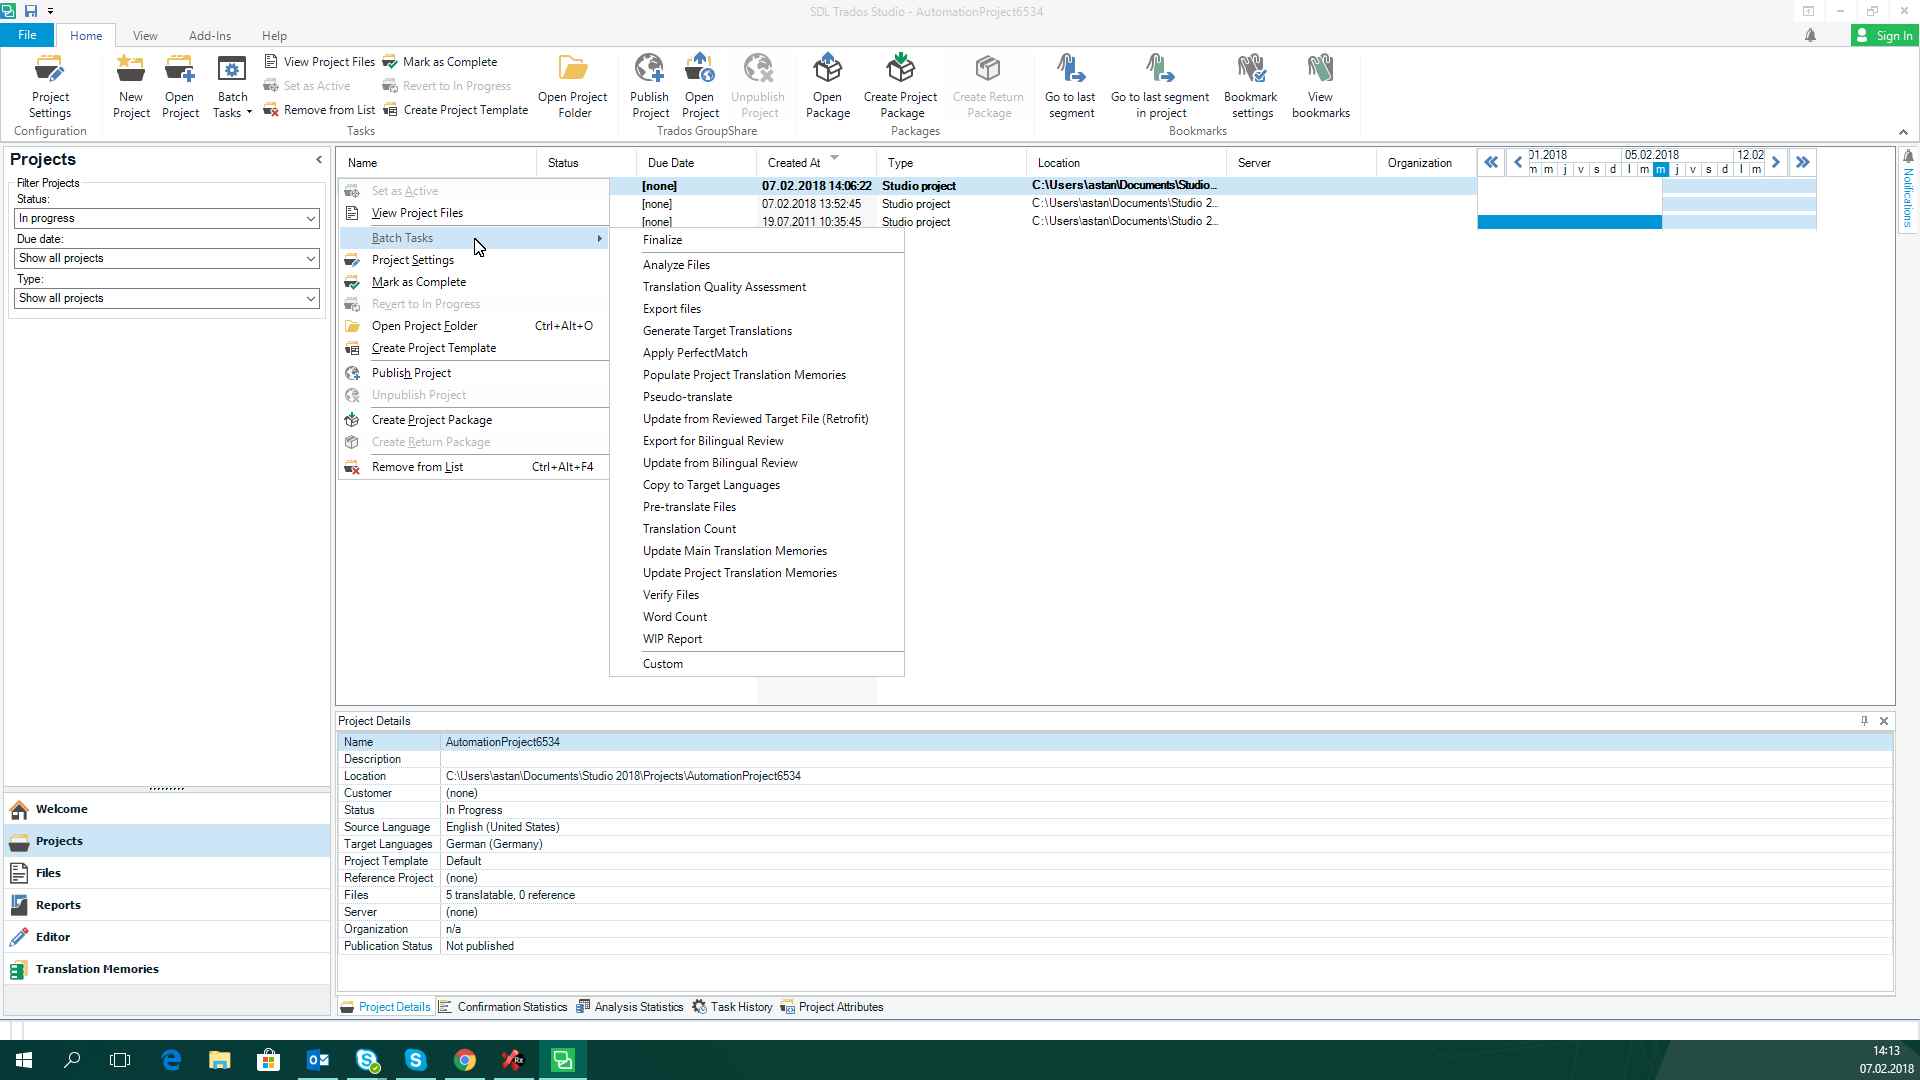 SDL Trados Studio - AutomationProject6534
File
Home
View
Add-Ins
Help
Sign In
Project Settings
Configuration
New Project
Open Project
Batch Tasks
View Project Files
Set as Active
Remove from List
Mark as Complete
Revert to In Progress
Create Project Template
Tasks
Open Project Folder
Publish Project
Open Project
Unpublish Project
Trados GroupShare
Open Package
Create Project Package
Create Return Package
Packages
Go to last segment
Go to last segment in project
Bookmark settings
View bookmarks
Bookmarks
Projects
Filter Projects
Status:
In progress
Due date:
Show all projects
Type:
Show all projects
Name
Status
Due Date
Created At
Type
Location
Server
Organization
01.2018
05.02.2018
12.02
m m j v s d l m m j v s d l m
[none] 07.02.2018 14:06:22 Studio project C:\Users\astan\Documents\Studio...
[none] 07.02.2018 13:52:45 Studio project C:\Users\astan\Documents\Studio 2...
[none] 19.07.2011 10:35:45 Studio project C:\Users\astan\Documents\Studio 2...
Notifications
Set as Active
View Project Files
Batch Tasks
Project Settings
Mark as Complete
Revert to In Progress
Open Project Folder Ctrl+Alt+O
Create Project Template
Publish Project
Unpublish Project
Create Project Package
Create Return Package
Remove from List Ctrl+Alt+F4
Finalize
Analyze Files
Translation Quality Assessment
Export files
Generate Target Translations
Apply PerfectMatch
Populate Project Translation Memories
Pseudo-translate
Update from Reviewed Target File (Retrofit)
Export for Bilingual Review
Update from Bilingual Review
Copy to Target Languages
Pre-translate Files
Translation Count
Update Main Translation Memories
Update Project Translation Memories
Verify Files
Word Count
WIP Report
Custom
Project Details
Name AutomationProject6534
Description
Location C:\Users\astan\Documents\Studio 2018\Projects\AutomationProject6534
Customer (none)
Status In Progress
Source Language English (United States)
Target Languages German (Germany)
Project Template Default
Reference Project (none)
Files 5 translatable, 0 reference
Server (none)
Organization n/a
Publication Status Not published
Welcome
Projects
Files
Reports
Editor
Translation Memories
Project Details
Confirmation Statistics
Analysis Statistics
Task History
Project Attributes
14:13
07.02.2018